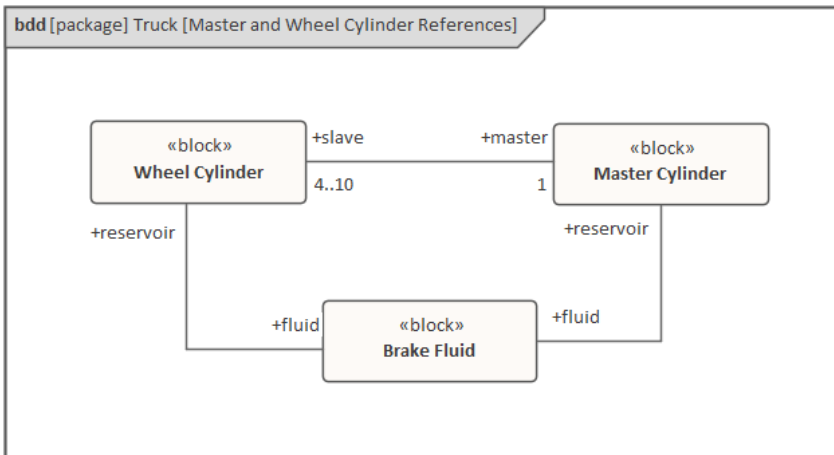 bdd [package] Truck [Master and Wheel Cylinder References]
«block»
Wheel Cylinder
+slave
+master
4..10
1
«block»
Master Cylinder
+reservoir
+reservoir
+fluid
«block»
Brake Fluid
+fluid